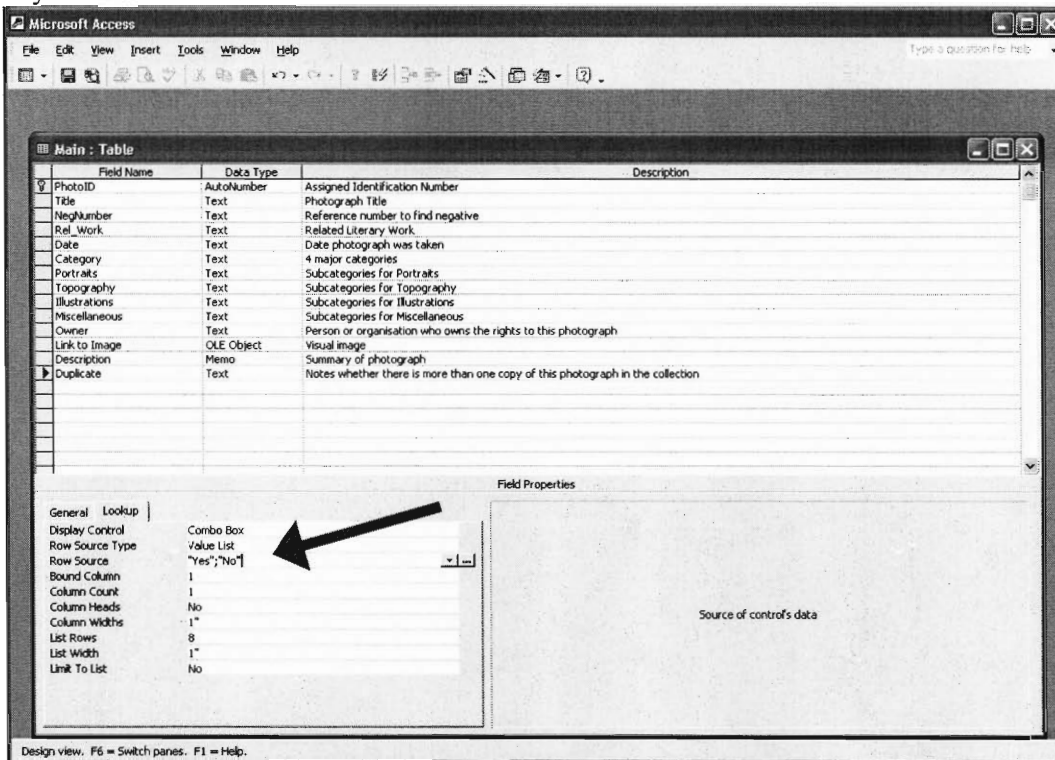 Microsoft Access
File Edit View Insert Tools Window Help Type a question for help
Main : Table
Field Name Data Type Description
PhotoID AutoNumber Assigned Identification Number
Title Text Photograph Title
NegNumber Text Reference number to find negative
Rel_Work Text Related Literary Work
Date Text Date photograph was taken
Category Text 4 major categories
Portraits Text Subcategories for Portraits
Topography Text Subcategories for Topography
Illustrations Text Subcategories for Illustrations
Miscellaneous Text Subcategories for Miscellaneous
Owner Text Person or organisation who owns the rights to this photograph
Link to Image OLE Object Visual image
Description Memo Summary of photograph
Duplicate Text Notes whether there is more than one copy of this photograph in the collection
Field Properties
General Lookup
Display Control Combo Box
Row Source Type Value List
Row Source "Yes";"No"
Bound Column 1
Column Count 1
Column Heads No
Column Widths 1"
List Rows 8
List Width 1"
Limit To List No
Source of control's data
Design view. F6 = Switch panes. F1 = Help.